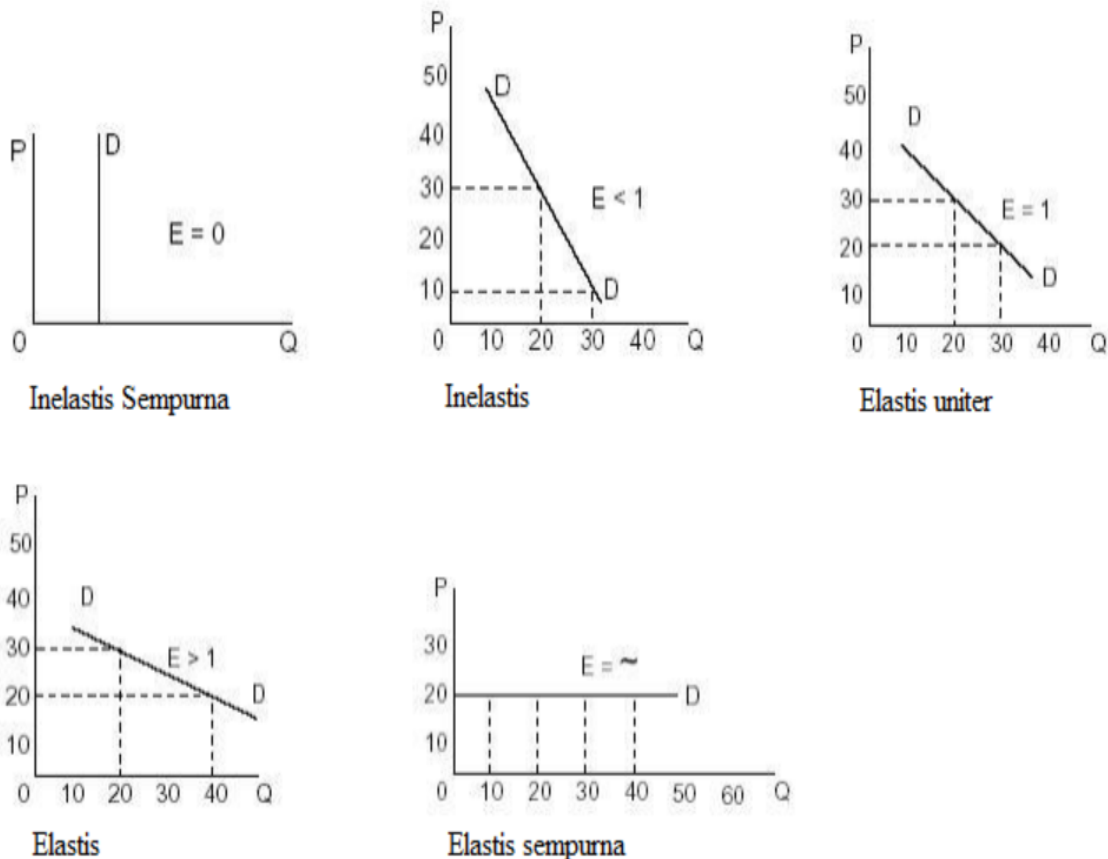 P
D
E = 0
O
Q
Inelastis Sempurna
P
50
D
40
30
E < 1
20
10
D
0 10 20 30 40 Q
Inelastis
P
50
D
40
30
E = 1
20
D
10
0 10 20 30 40 Q
Elastis uniter
P
50
40
D
30
E > 1
20
D
10
0 10 20 30 40 Q
Elastis
P
30
E = ~
20
D
10
0 10 20 30 40 50 60 Q
Elastis sempurna